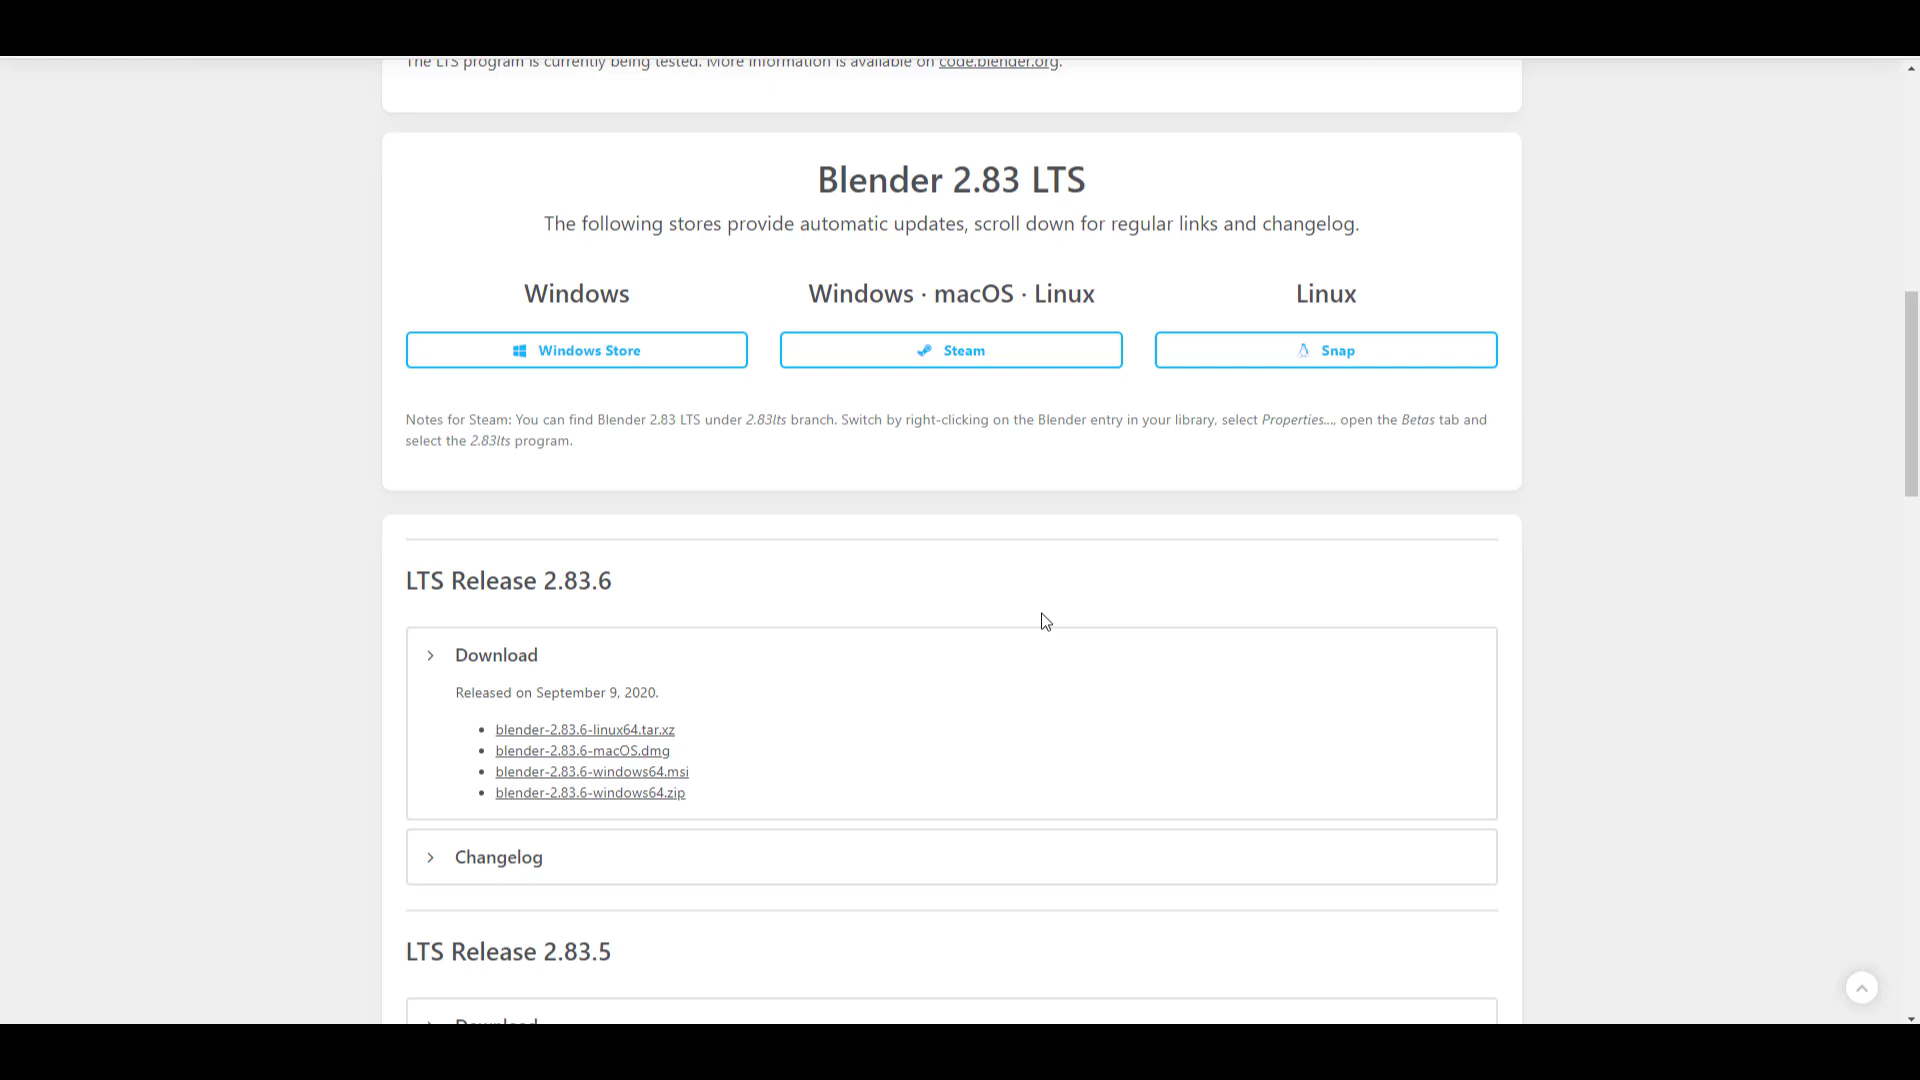 The LTS program is currently being tested. More information is available on code.blender.org.
Blender 2.83 LTS
The following stores provide automatic updates, scroll down for regular links and changelog.
Windows
Windows · macOS · Linux
Linux
Windows Store
Steam
Snap
Notes for Steam: You can find Blender 2.83 LTS under 2.83lts branch. Switch by right-clicking on the Blender entry in your library, select Properties..., open the Betas tab and
select the 2.83lts program.
LTS Release 2.83.6
Download
Released on September 9, 2020.
• blender-2.83.6-linux64.tar.xz
• blender-2.83.6-macOS.dmg
• blender-2.83.6-windows64.msi
• blender-2.83.6-windows64.zip
Changelog
LTS Release 2.83.5
Download